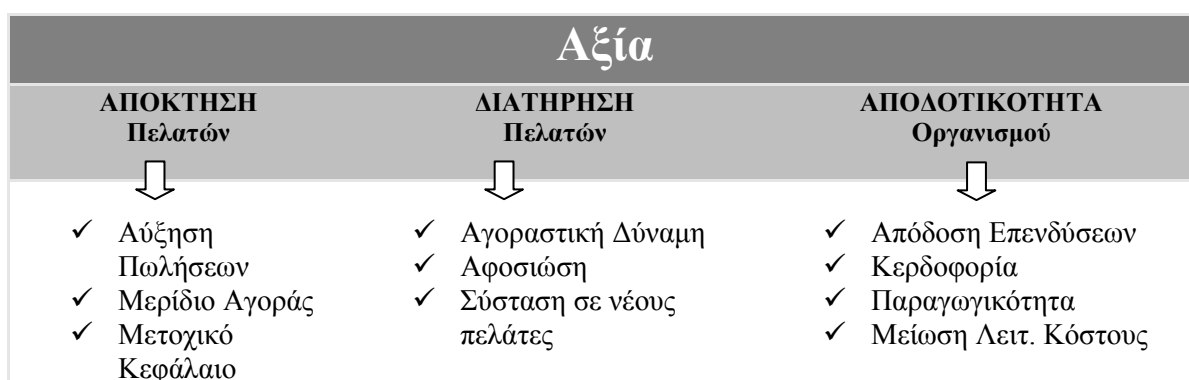 Αξία
ΑΠΟΚΤΗΣΗ
Πελατών
ΔΙΑΤΗΡΗΣΗ
Πελατών
ΑΠΟΔΟΤΙΚΟΤΗΤΑ
Οργανισμού
✓ Αύξηση
Πωλήσεων
✓ Μερίδιο Αγοράς
✓ Μετοχικό
Κεφάλαιο
✓ Αγοραστική Δύναμη
✓ Αφοσιώση
✓ Σύσταση σε νέους
πελάτες
✓ Απόδοση Επενδύσεων
✓ Κερδοφορία
✓ Παραγωγικότητα
✓ Μείωση Λειτ. Κόστους